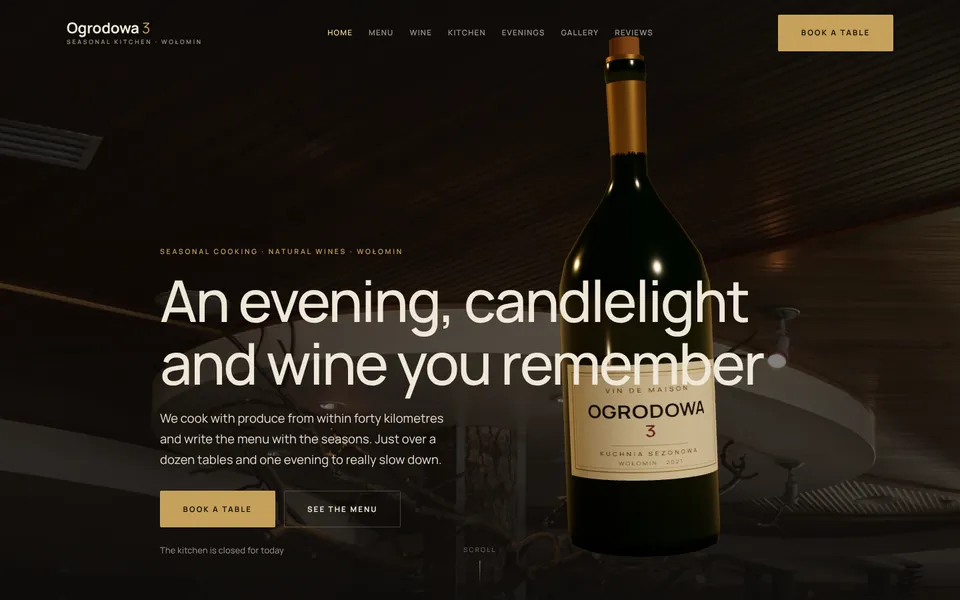 Ogrodowa 3
SEASONAL KITCHEN · WOŁOMIN
HOME MENU WINE KITCHEN EVENINGS GALLERY REVIEWS
BOOK A TABLE
SEASONAL COOKING · NATURAL WINES · WOŁOMIN
An evening, candlelight
and wine you remember
VIN DE MAISON
OGRODOWA
3
KUCHNIA SEZONOWA
WOŁOMIN · 2021
We cook with produce from within forty kilometres
and write the menu with the seasons. Just over a
dozen tables and one evening to really slow down.
BOOK A TABLE
SEE THE MENU
The kitchen is closed for today
SCROLL